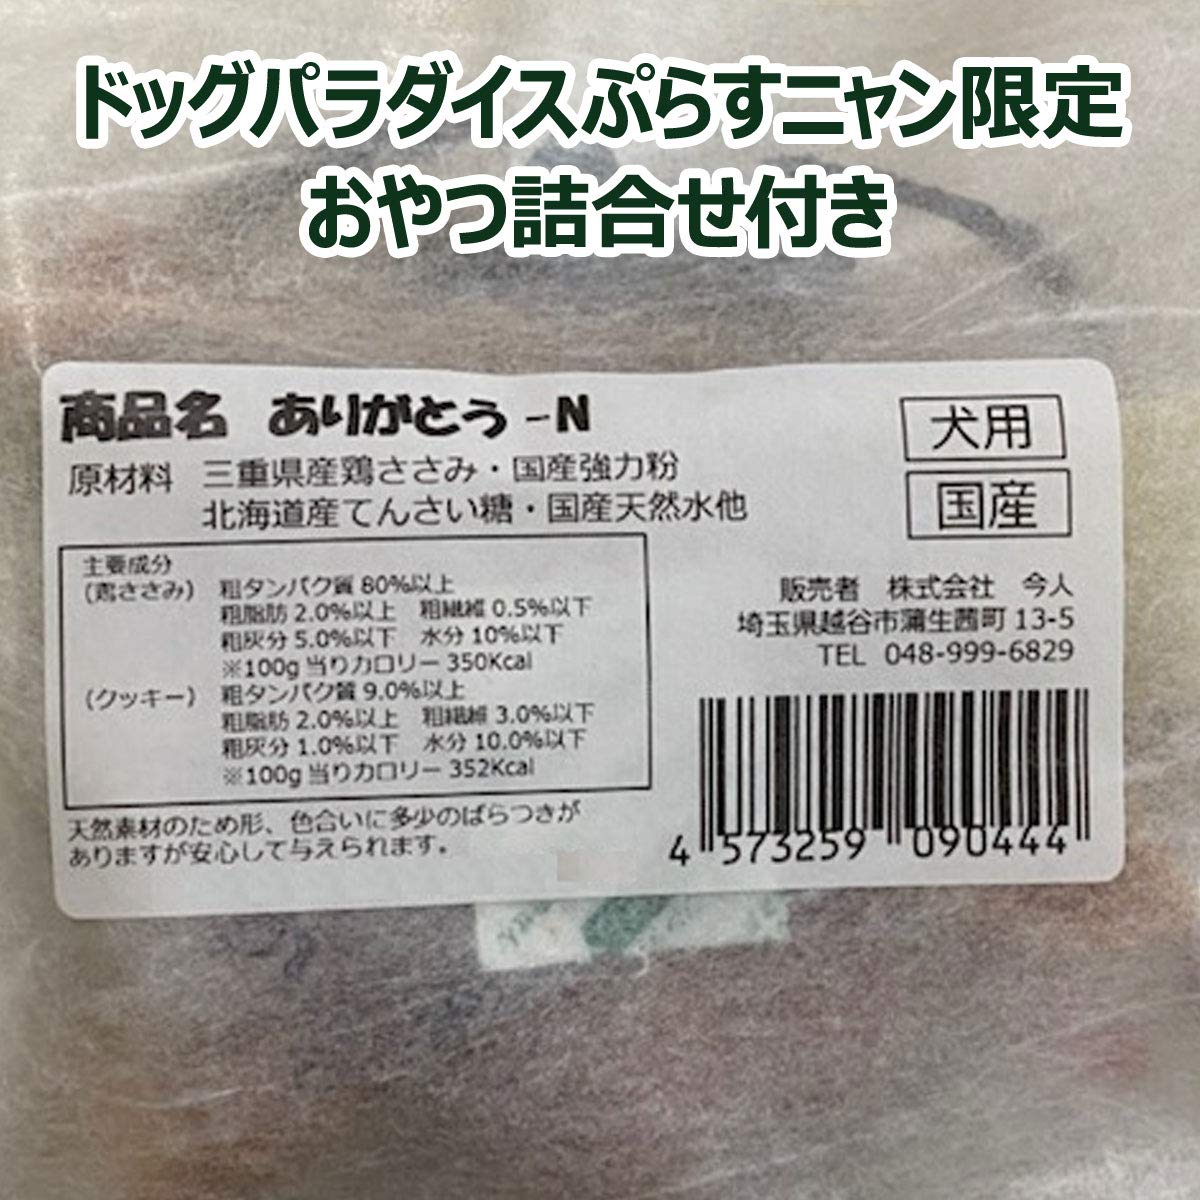 ドッグパラダイスぷらすニャン限定
おやつ詰合せ付き
商品名 ありがとう -N
原材料 三重県産鶏ささみ・国産強力粉
北海道産てんさい糖・国産天然水他
犬用
国産
主要成分
(鶏ささみ) 粗タンパク質 80%以上
粗脂肪 2.0%以上 粗繊維 0.5%以下
粗灰分 5.0%以下 水分 10%以下
※100g 当りカロリー 350Kcal
(クッキー) 粗タンパク質 9.0%以上
粗脂肪 2.0%以上 粗繊維 3.0%以下
粗灰分 1.0%以下 水分 10.0%以下
※100g 当りカロリー 352Kcal
天然素材のため形、色合いに多少のばらつきが
ありますが安心して与えられます。
販売者 株式会社 今人
埼玉県越谷市蒲生茜町 13-5
TEL 048-999-6829
4 573259 090444